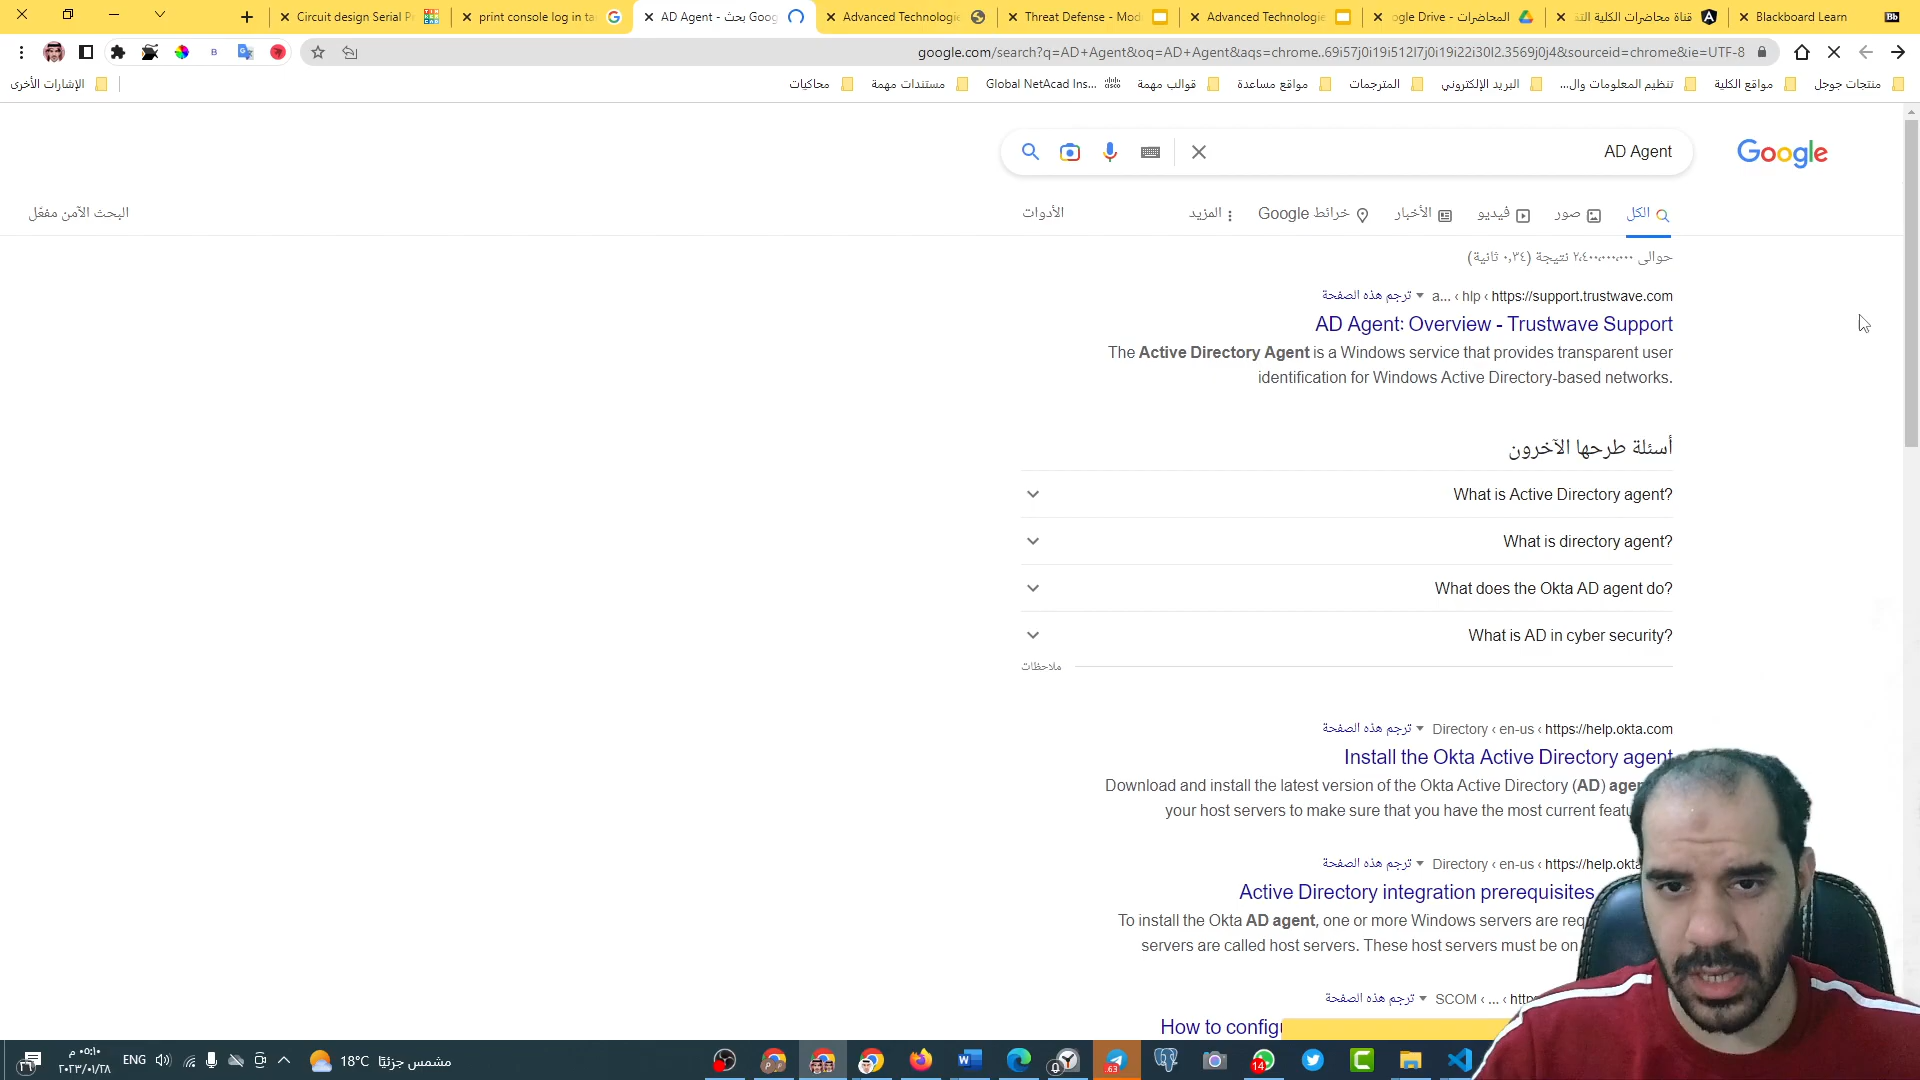 Circuit design Serial P
print console log in ta
AD Agent - بحث Goog
Advanced Technologie
Threat Defense - Mod
Advanced Technologie
المحاضرات - Google Drive
قناة محاضرات الكلية
Blackboard Learn
google.com/search?q=AD+Agent&oq=AD+Agent&aqs=chrome..69i57j0i19i512l7j0i19i22i30l2.3569j0j4&sourceid=chrome&ie=UTF-8
منتجات جوجل
مواقع الكلية
تنظيم المعلومات وال...
البريد الإلكتروني
المترجمات
مواقع مساعدة
قوالب مهمة
Global NetAcad Ins...
مستندات مهمة
محاكيات
الإشارات الأخرى
Google
AD Agent
الكل
صور
فيديو
الأخبار
خرائط Google
المزيد
الأدوات
البحث الآمن مفعّل
حوالى ٢،٤٠٠،٠٠٠،٠٠٠ نتيجة (٠,٣٤ ثانية)
https://support.trustwave.com › hlp › a... ترجم هذه الصفحة
AD Agent: Overview - Trustwave Support
The Active Directory Agent is a Windows service that provides transparent user
identification for Windows Active Directory-based networks.
أسئلة طرحها الآخرون
What is Active Directory agent?
What is directory agent?
What does the Okta AD agent do?
What is AD in cyber security?
ملاحظات
https://help.okta.com › en-us › Directory ترجم هذه الصفحة
Install the Okta Active Directory agent
Download and install the latest version of the Okta Active Directory (AD) age
your host servers to make sure that you have the most current featu
https://help.okta › en-us › Directory ترجم هذه الصفحة
Active Directory integration prerequisites
To install the Okta AD agent, one or more Windows servers are req
servers are called host servers. These host servers must be on
http › ... › SCOM ترجم هذه الصفحة
How to config
٠٥:١٠ م
٢٠٢٣/٠١/٢٨
ENG
18°C مشمس جزئيًا
14
63